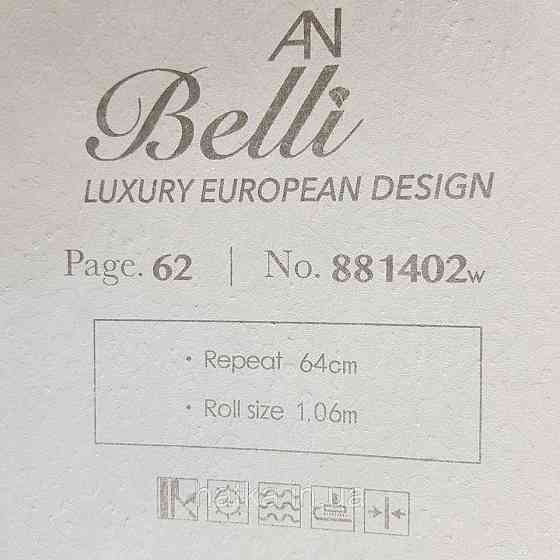 AN
Belli
LUXURY EUROPEAN DESIGN
Page. 62 | No. 881402w
• Repeat 64cm
• Roll size 1.06m